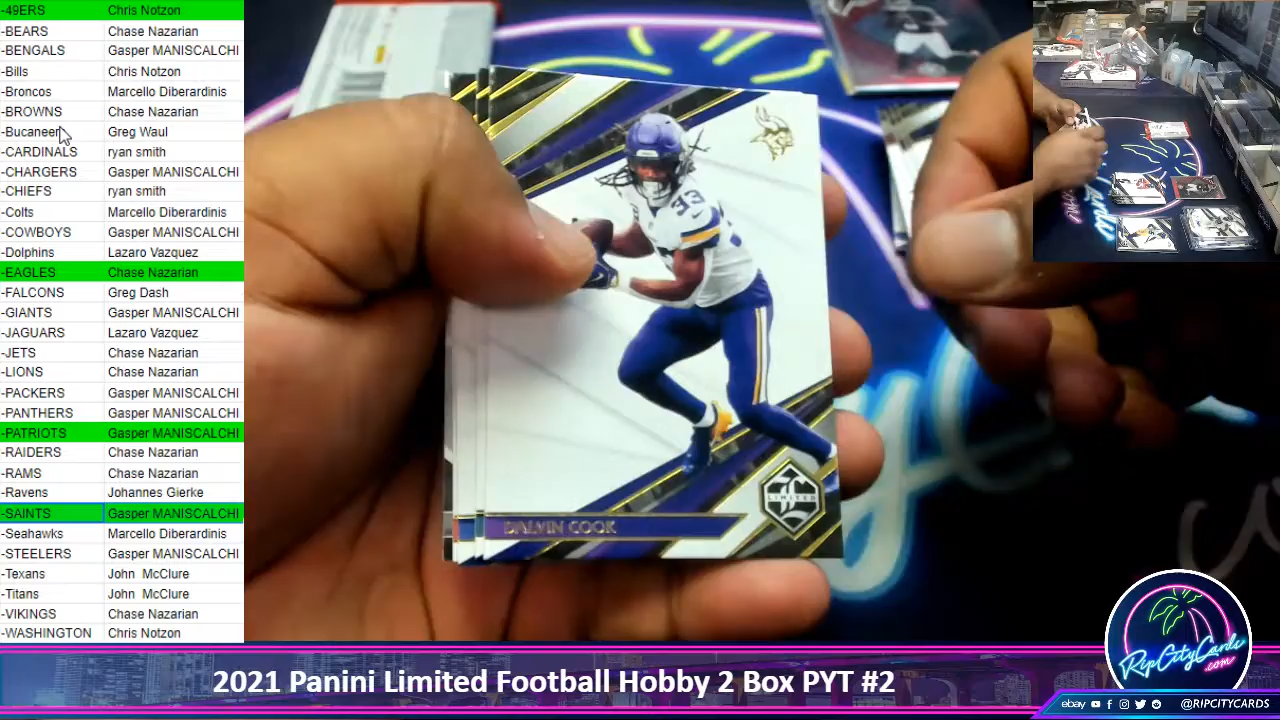 -49ERS Chris Notzon
-BEARS Chase Nazarian
-BENGALS Gasper MANISCALCHI
-Bills Chris Notzon
-Broncos Marcello Diberardinis
-BROWNS Chase Nazarian
-Bucaneer Greg Waul
-CARDINALS ryan smith
-CHARGERS Gasper MANISCALCHI
-CHIEFS ryan smith
-Colts Marcello Diberardinis
-COWBOYS Gasper MANISCALCHI
-Dolphins Lazaro Vazquez
-EAGLES Chase Nazarian
-FALCONS Greg Dash
-GIANTS Gasper MANISCALCHI
-JAGUARS Lazaro Vazquez
-JETS Chase Nazarian
-LIONS Chase Nazarian
-PACKERS Gasper MANISCALCHI
-PANTHERS Gasper MANISCALCHI
-PATRIOTS Gasper MANISCALCHI
-RAIDERS Chase Nazarian
-RAMS Chase Nazarian
-Ravens Johannes Gierke
-SAINTS Gasper MANISCALCHI
-Seahawks Marcello Diberardinis
-STEELERS Gasper MANISCALCHI
-Texans John McClure
-Titans John McClure
-VIKINGS Chase Nazarian
-WASHINGTON Chris Notzon
33
LIMITED
DALVIN COOK
RipCityCards
.com
2021 Panini Limited Football Hobby 2 Box PYT #2
ebay @RIPCITYCARDS